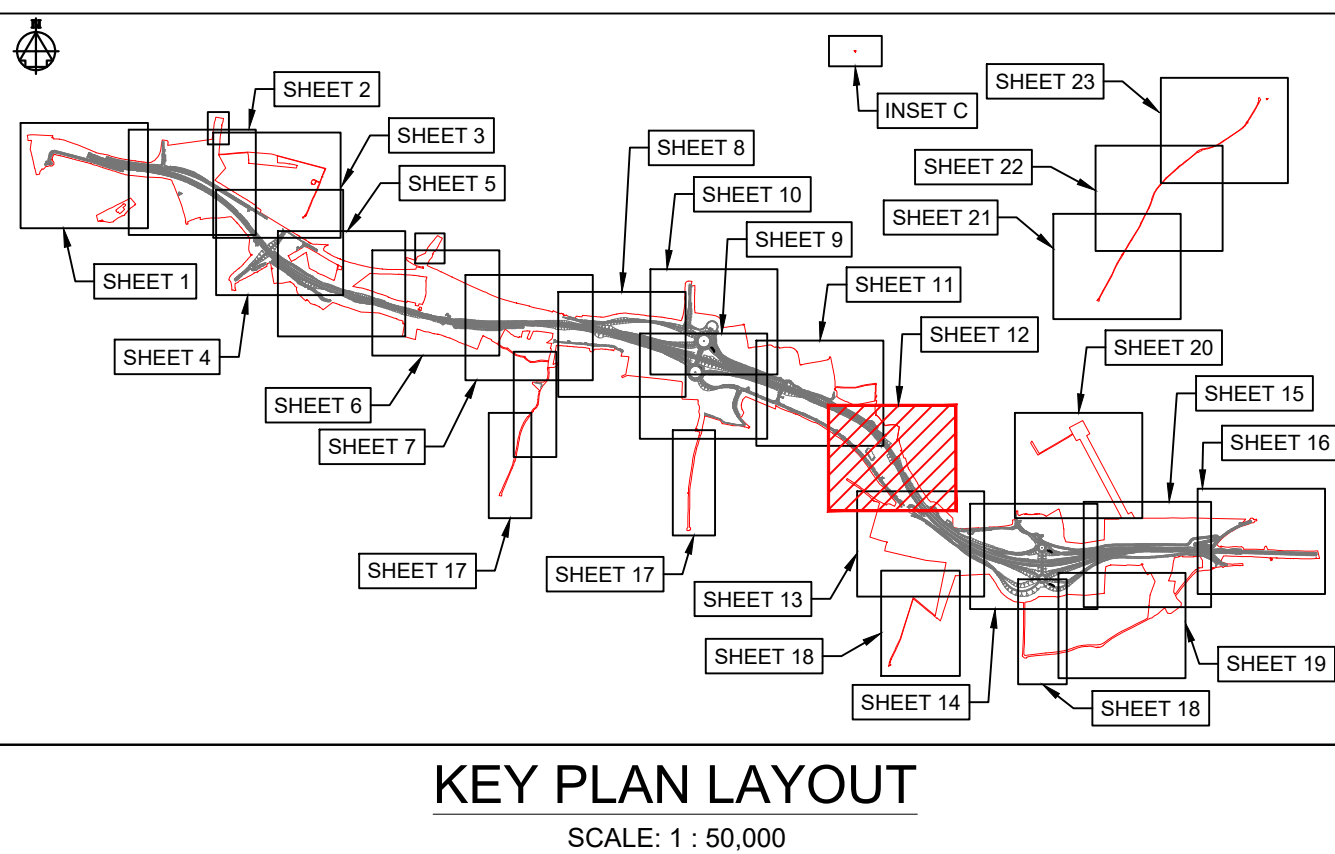 SHEET 2
INSET C
SHEET 23
SHEET 3
SHEET 8
SHEET 22
SHEET 5
SHEET 10
SHEET 21
SHEET 9
SHEET 1
SHEET 11
SHEET 12
SHEET 4
SHEET 20
SHEET 15
SHEET 6
SHEET 7
SHEET 16
SHEET 17
SHEET 17
SHEET 13
SHEET 18
SHEET 19
SHEET 14
SHEET 18
KEY PLAN LAYOUT
SCALE: 1 : 50,000